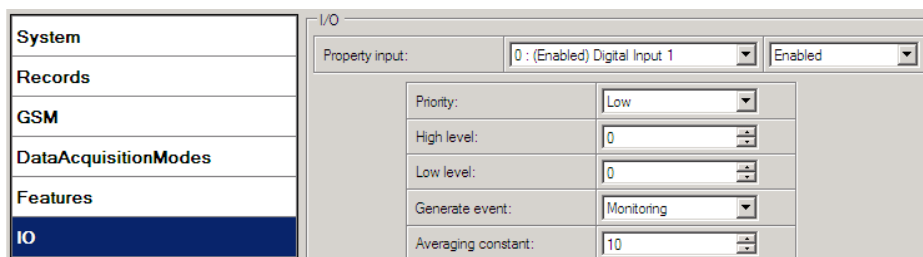 System
Records
GSM
DataAcquisitionModes
Features
IO
I/O
Property input: 0 : (Enabled) Digital Input 1 Enabled
Priority: Low
High level: 0
Low level: 0
Generate event: Monitoring
Averaging constant: 10